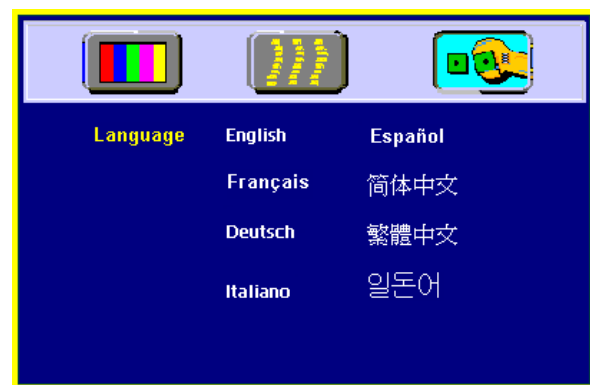 Language English Español
Français 简体中文
Deutsch 繁體中文
Italiano 일돈어